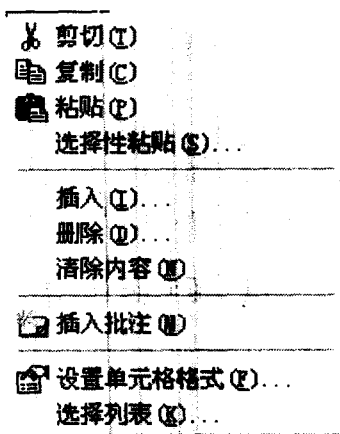 剪切(T)
复制(C)
粘贴(P)
选择性粘贴(S)...
插入(I)...
删除(D)...
清除内容(N)
插入批注(M)
设置单元格格式(F)...
选择列表(K)...